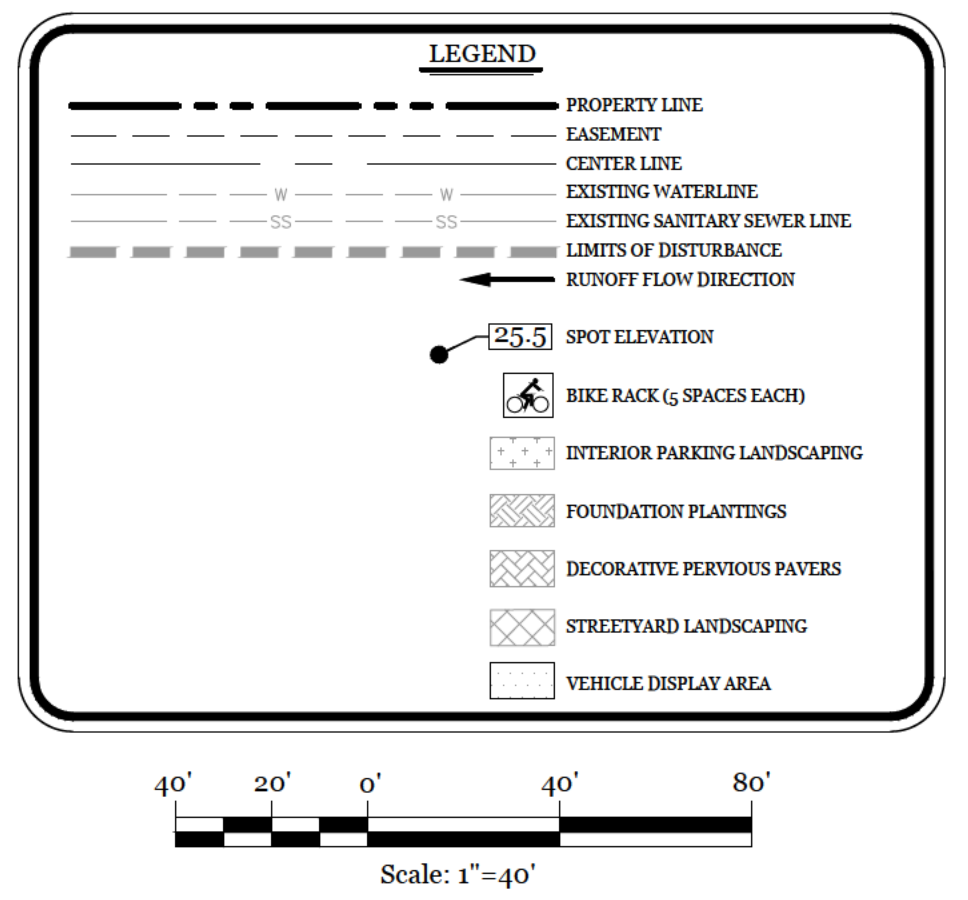 LEGEND
PROPERTY LINE
EASEMENT
CENTER LINE
W W EXISTING WATERLINE
SS SS EXISTING SANITARY SEWER LINE
LIMITS OF DISTURBANCE
RUNOFF FLOW DIRECTION
25.5 SPOT ELEVATION
BIKE RACK (5 SPACES EACH)
INTERIOR PARKING LANDSCAPING
FOUNDATION PLANTINGS
DECORATIVE PERVIOUS PAVERS
STREETYARD LANDSCAPING
VEHICLE DISPLAY AREA
40' 20' 0' 40' 80'
Scale: 1"=40'